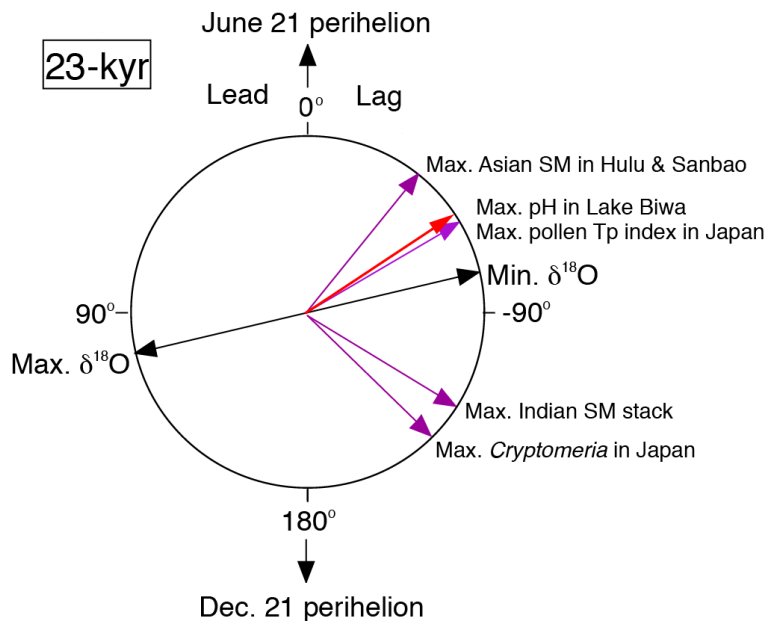 June 21 perihelion
23-kyr
Lead
0°
Lag
Max. Asian SM in Hulu & Sanbao
Max. pH in Lake Biwa
Max. pollen Tp index in Japan
Min. δ¹⁸O
90°
-90°
Max. δ¹⁸O
Max. Indian SM stack
Max. Cryptomeria in Japan
180°
Dec. 21 perihelion